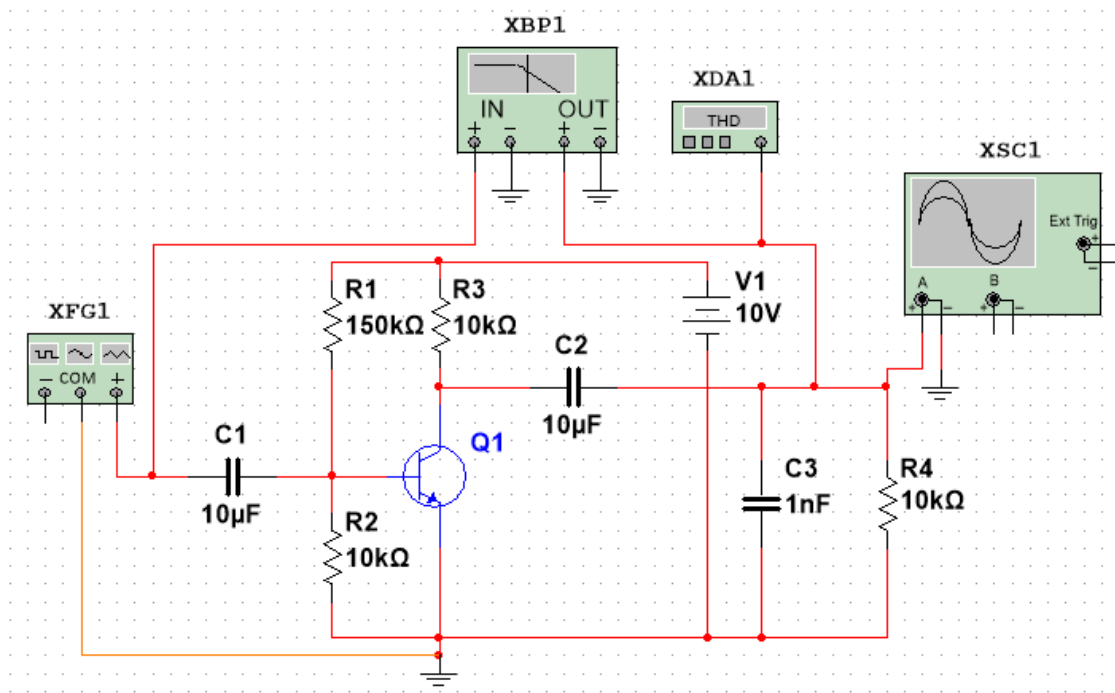 XBP1
IN OUT
+ − + −
XDA1
THD
XSC1
Ext Trig
+
−
A B
+ − + −
XFG1
− COM +
R1
150kΩ
R3
10kΩ
V1
10V
C2
10µF
C1
10µF
Q1
R2
10kΩ
C3
1nF
R4
10kΩ